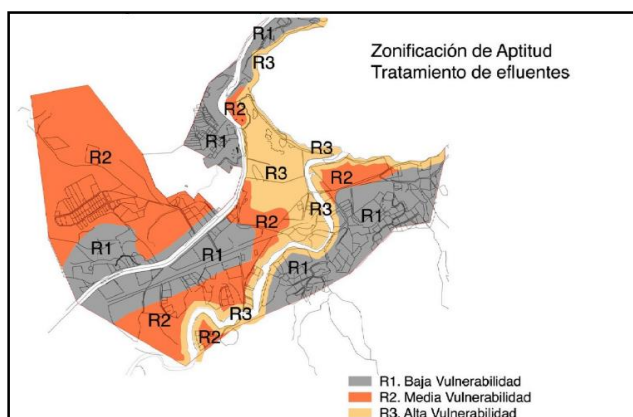 Zonificación de Aptitud
Tratamiento de efluentes
R1
R3
R2
R1
R2
R3
R3
R2
R3
R1
R2
R1
R1
R1
R2
R3
R2
R1. Baja Vulnerabilidad
R2. Media Vulnerabilidad
R3. Alta Vulnerabilidad